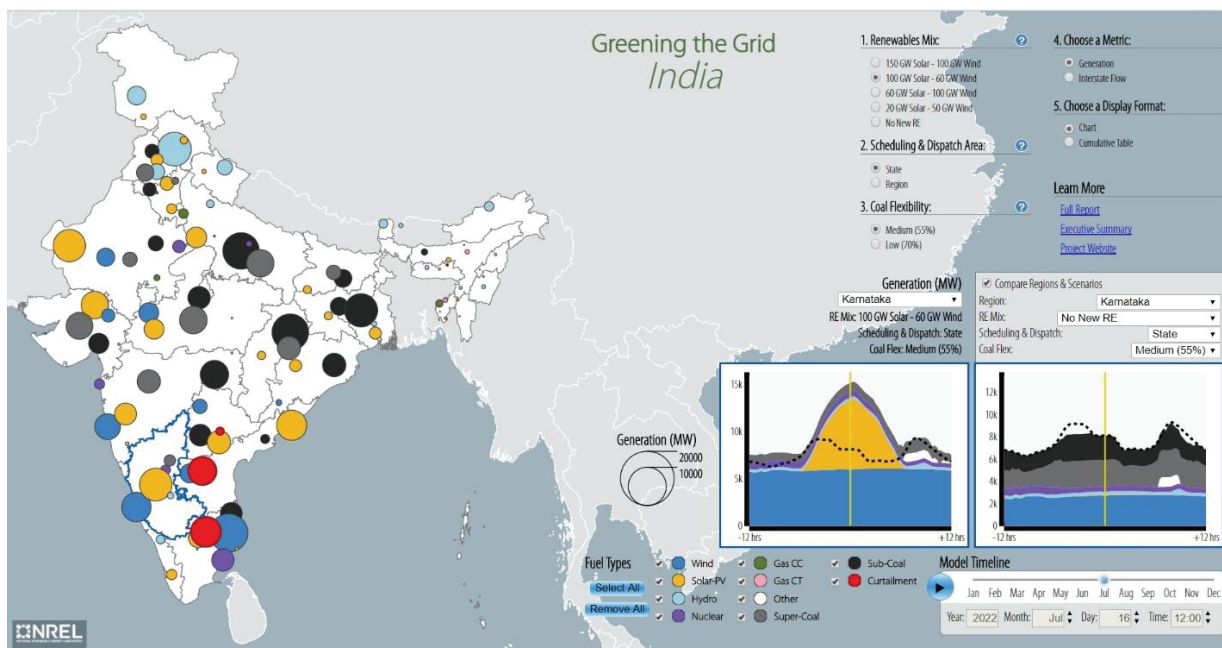 Greening the Grid
India
1. Renewables Mix: ?
150 GW Solar - 100 GW Wind
100 GW Solar - 60 GW Wind
60 GW Solar - 100 GW Wind
20 GW Solar - 50 GW Wind
No New RE
2. Scheduling & Dispatch Area: ?
State
Region
3. Coal Flexibility: ?
Medium (55%)
Low (70%)
4. Choose a Metric:
Generation
Interstate Flow
5. Choose a Display Format:
Chart
Cumulative Table
Learn More
Full Report
Executive Summary
Project Website
Generation (MW)
Karnataka
RE Mix: 100 GW Solar - 60 GW Wind
Scheduling & Dispatch: State
Coal Flex: Medium (55%)
Compare Regions & Scenarios
Region: Karnataka
RE Mix: No New RE
Scheduling & Dispatch: State
Coal Flex: Medium (55%)
15k
10k
5k
0
-12 hrs +12 hrs
12k
10k
8k
6k
4k
2k
0
-12 hrs +12 hrs
Generation (MW)
20000
10000
Fuel Types
Select All
Remove All
Wind
Solar-PV
Hydro
Nuclear
Gas CC
Gas CT
Other
Super-Coal
Sub-Coal
Curtailment
Model Timeline
Jan Feb Mar Apr May Jun Jul Aug Sep Oct Nov Dec
Year: 2022 Month: Jul Day: 16 Time: 12:00
NREL